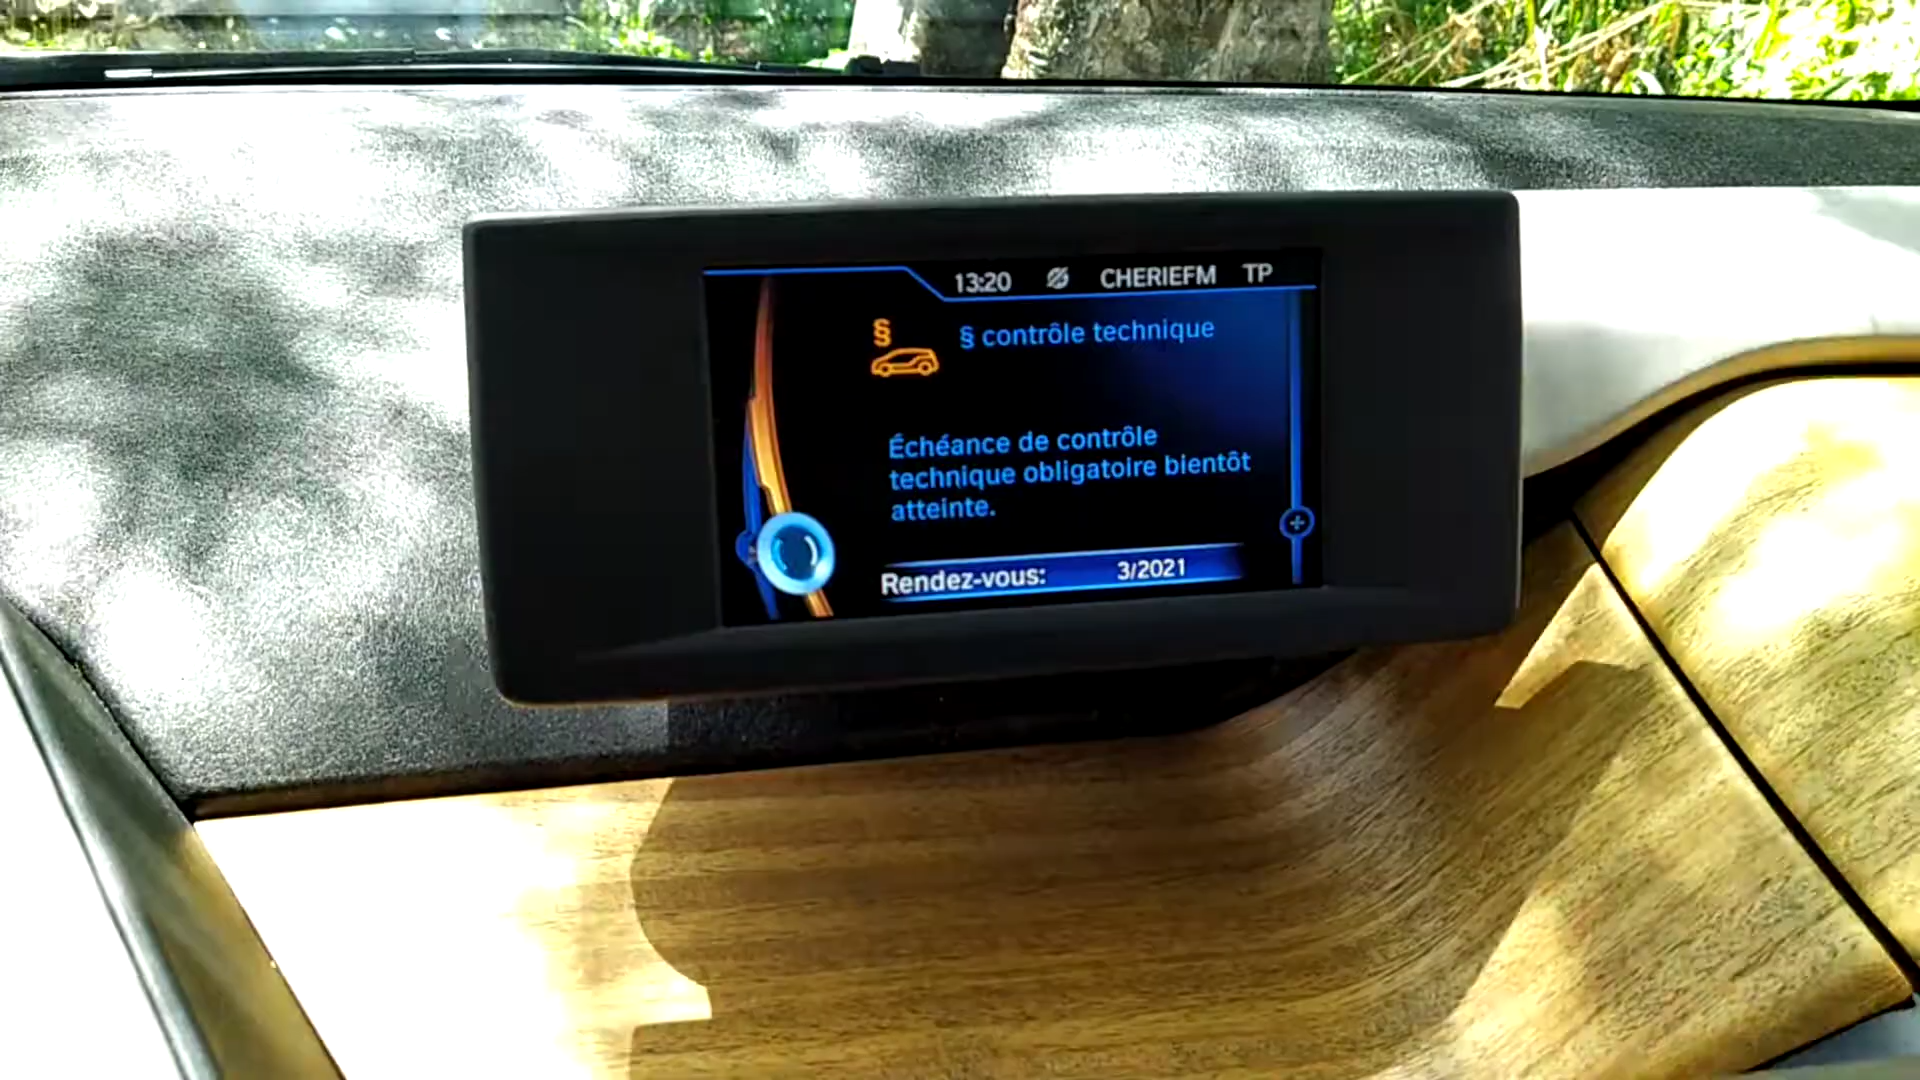 13:20 CHERIEFM TP
§
§ contrôle technique
Échéance de contrôle
technique obligatoire bientôt
atteinte.
Rendez-vous: 3/2021